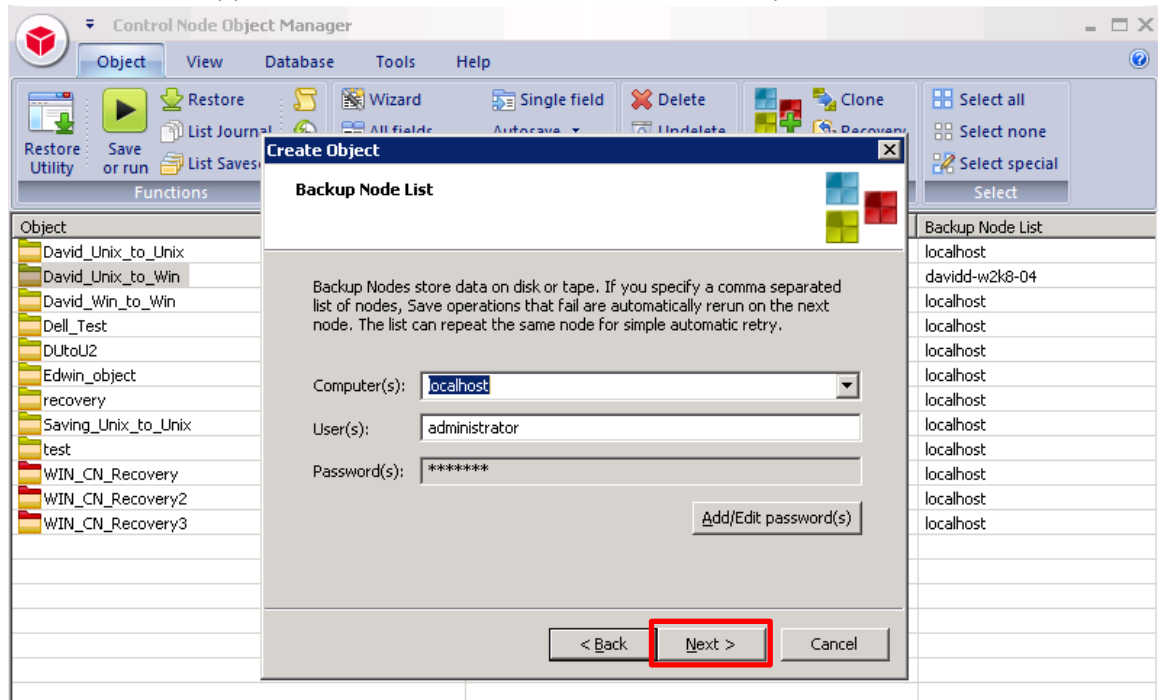 Control Node Object Manager
Object View Database Tools Help
Restore Wizard Single field Delete Clone Select all
List Journal All fields Autosave Undelete Recovery Select none
Restore Utility Save or run List Saves Select special
Functions Select
Create Object
Backup Node List
Object Backup Node List
David_Unix_to_Unix localhost
David_Unix_to_Win davidd-w2k8-04
David_Win_to_Win localhost
Dell_Test localhost
DUtoU2 localhost
Edwin_object localhost
recovery localhost
Saving_Unix_to_Unix localhost
test localhost
WIN_CN_Recovery localhost
WIN_CN_Recovery2 localhost
WIN_CN_Recovery3 localhost
Backup Nodes store data on disk or tape. If you specify a comma separated
list of nodes, Save operations that fail are automatically rerun on the next
node. The list can repeat the same node for simple automatic retry.
Computer(s): localhost
User(s): administrator
Password(s): *******
Add/Edit password(s)
< Back Next > Cancel